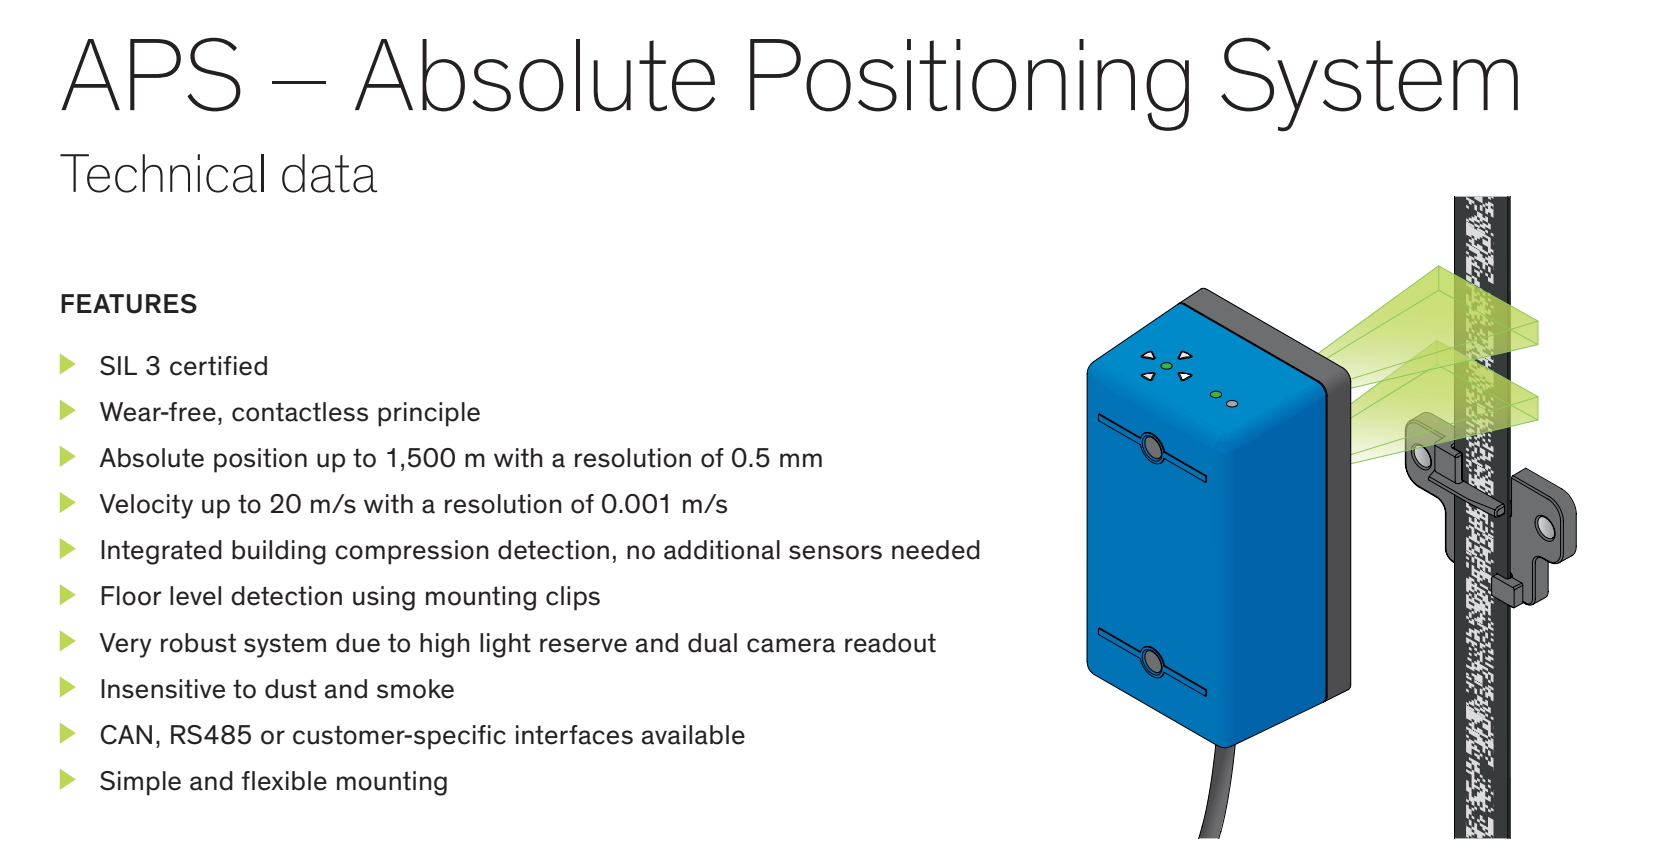 APS – Absolute Positioning System
Technical data
FEATURES
SIL 3 certified
Wear-free, contactless principle
Absolute position up to 1,500 m with a resolution of 0.5 mm
Velocity up to 20 m/s with a resolution of 0.001 m/s
Integrated building compression detection, no additional sensors needed
Floor level detection using mounting clips
Very robust system due to high light reserve and dual camera readout
Insensitive to dust and smoke
CAN, RS485 or customer-specific interfaces available
Simple and flexible mounting